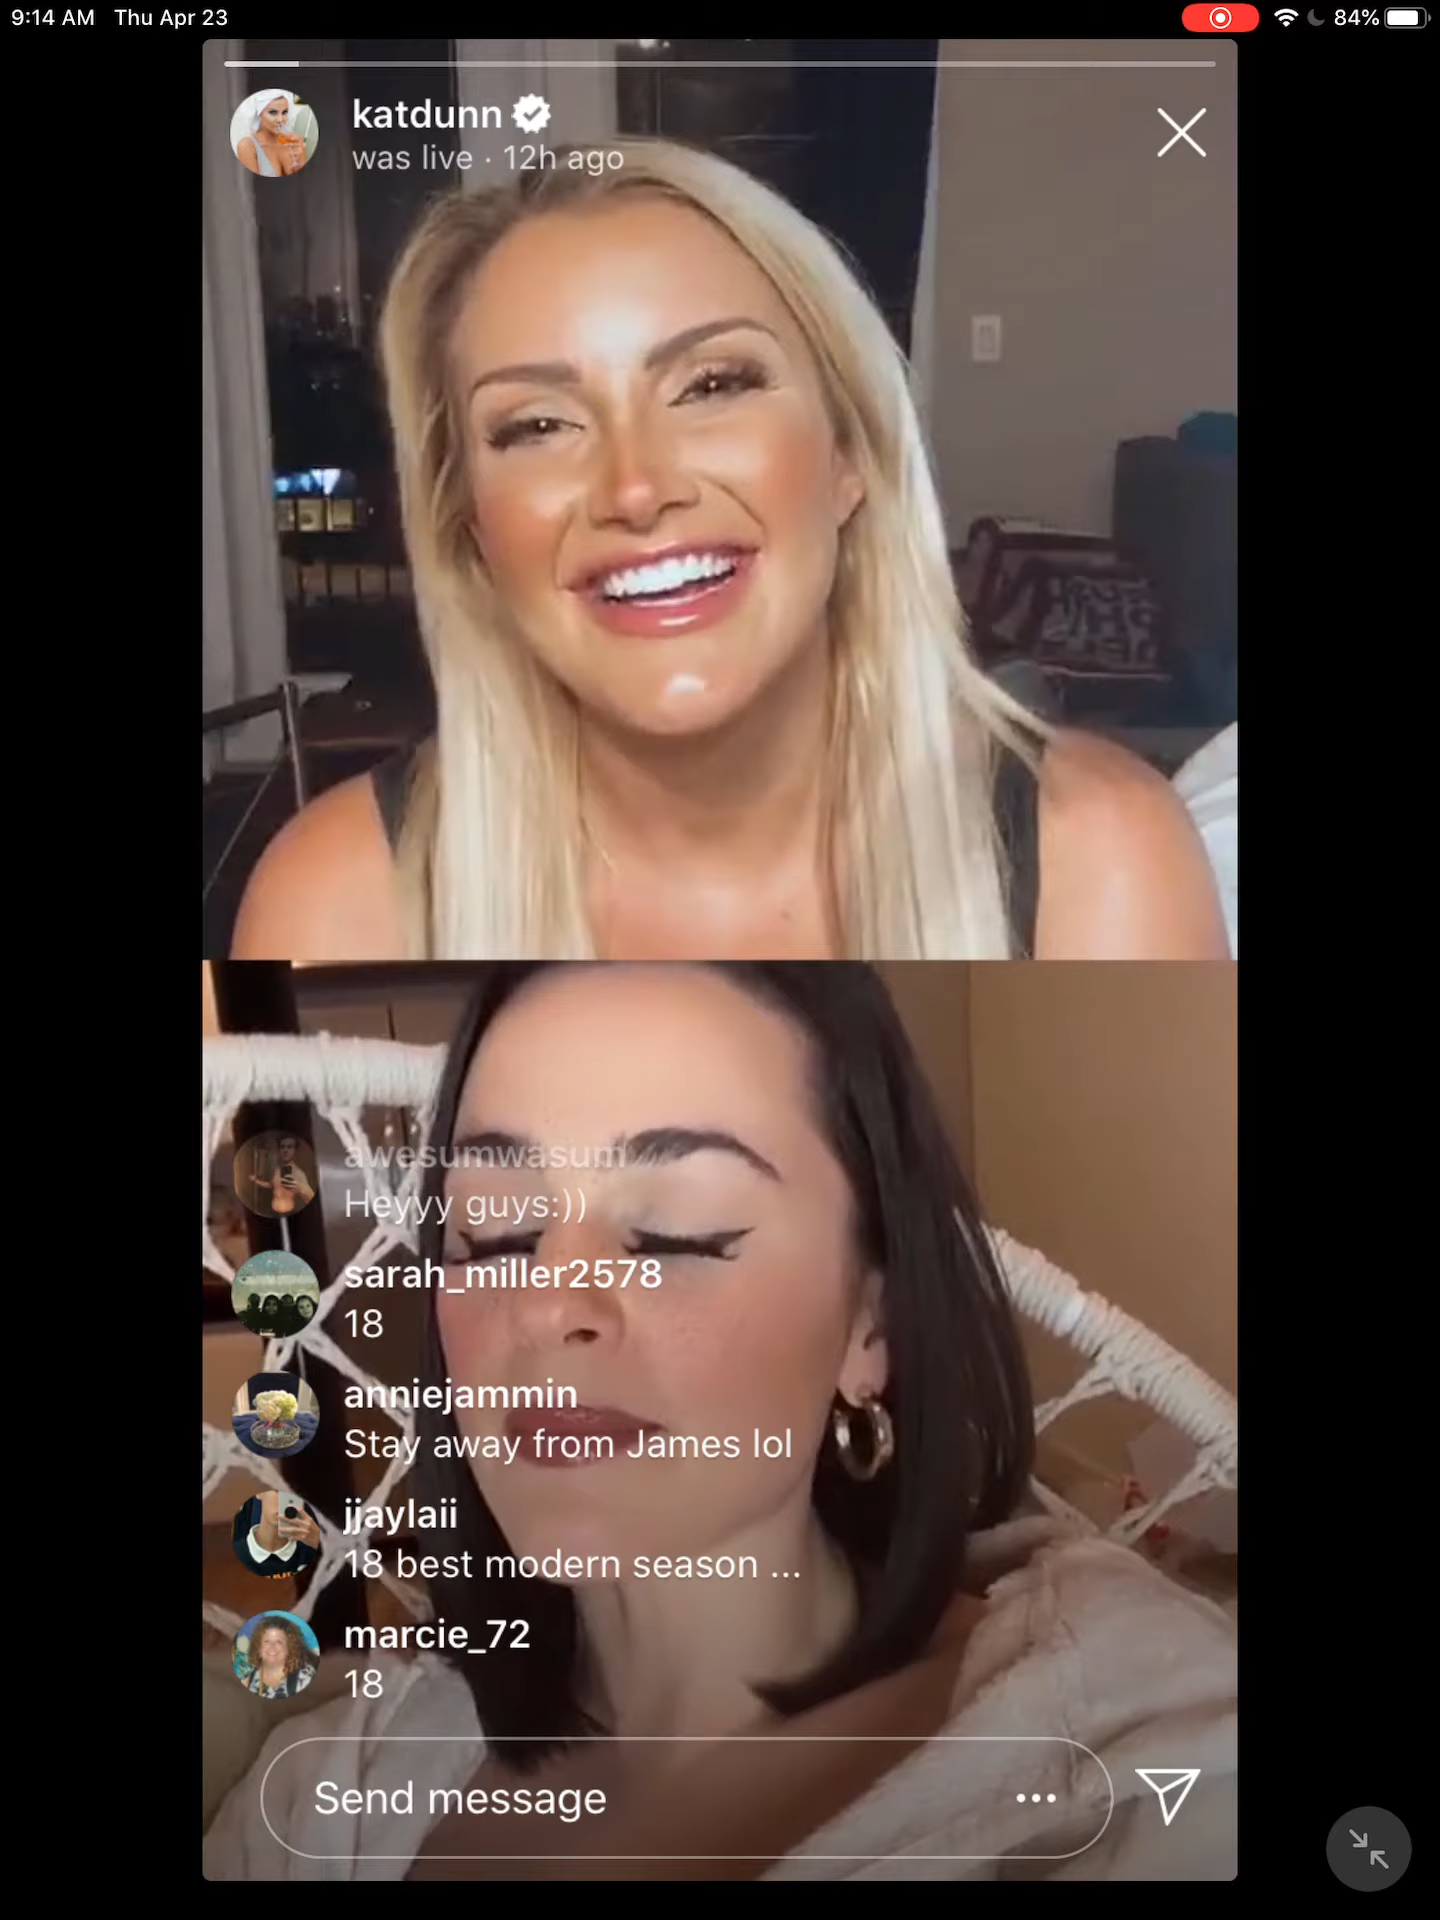 9:14 AM Thu Apr 23
84%
katdunn
was live · 12h ago
awesumwasum
Heyyy guys:))
sarah_miller2578
18
anniejammin
Stay away from James lol
jjaylaii
18 best modern season ...
marcie_72
18
Send message